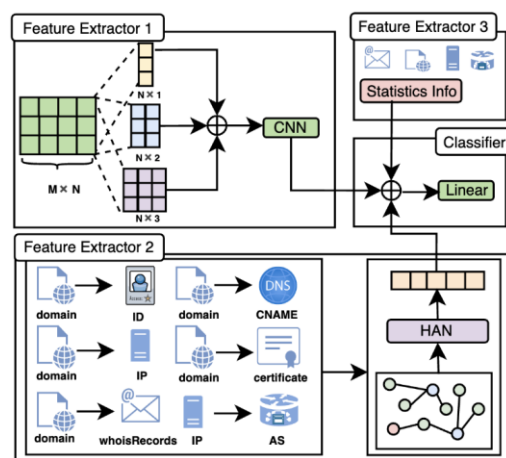 Feature Extractor 1
N × 1
N × 2
N × 3
M × N
CNN
Feature Extractor 3
Statistics Info
Classifier
Linear
Feature Extractor 2
domain
ID
domain
DNS
CNAME
domain
IP
domain
certificate
domain
@
whoisRecords
IP
AS
HAN